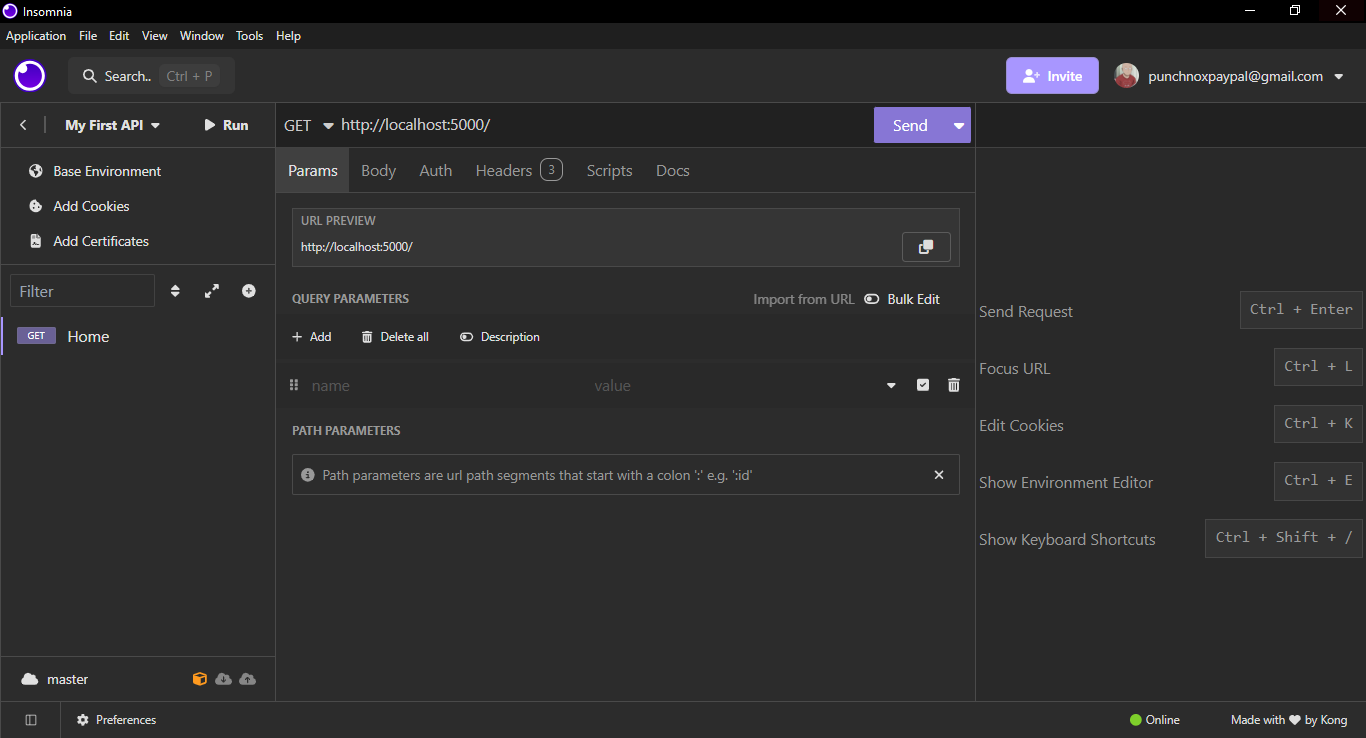 Insomnia
Application File Edit View Window Tools Help
Search.. Ctrl + P
Invite
punchnoxpaypal@gmail.com
My First API
Run
GET http://localhost:5000/
Send
Base Environment
Add Cookies
Add Certificates
Filter
GET Home
master
Params Body Auth Headers 3 Scripts Docs
URL PREVIEW
http://localhost:5000/
QUERY PARAMETERS Import from URL Bulk Edit
Add Delete all Description
name value
PATH PARAMETERS
Path parameters are url path segments that start with a colon ':' e.g. ':id'
Send Request Ctrl + Enter
Focus URL Ctrl + L
Edit Cookies Ctrl + K
Show Environment Editor Ctrl + E
Show Keyboard Shortcuts Ctrl + Shift + /
Preferences
Online
Made with ❤ by Kong